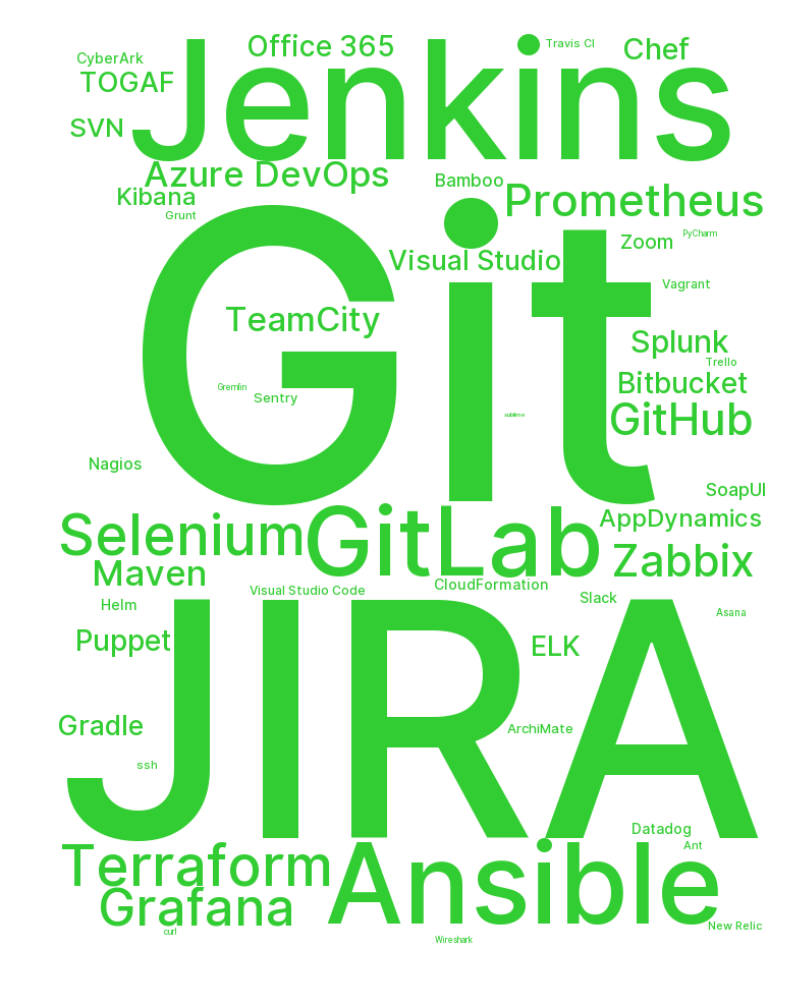 Office 365
Travis CI
Chef
CyberArk
TOGAF
Jenkins
SVN
Azure DevOps
Bamboo
Kibana
Prometheus
Grunt
PyCharm
Zoom
Visual Studio
Vagrant
Git
TeamCity
Splunk
Trello
Bitbucket
Gremlin
Sentry
sublime
GitHub
Nagios
SoapUI
AppDynamics
Selenium
GitLab
Zabbix
Maven
CloudFormation
Visual Studio Code
Slack
Helm
Asana
Puppet
ELK
JIRA
Gradle
ArchiMate
ssh
Datadog
Ant
Terraform
Ansible
Grafana
New Relic
curl
Wireshark